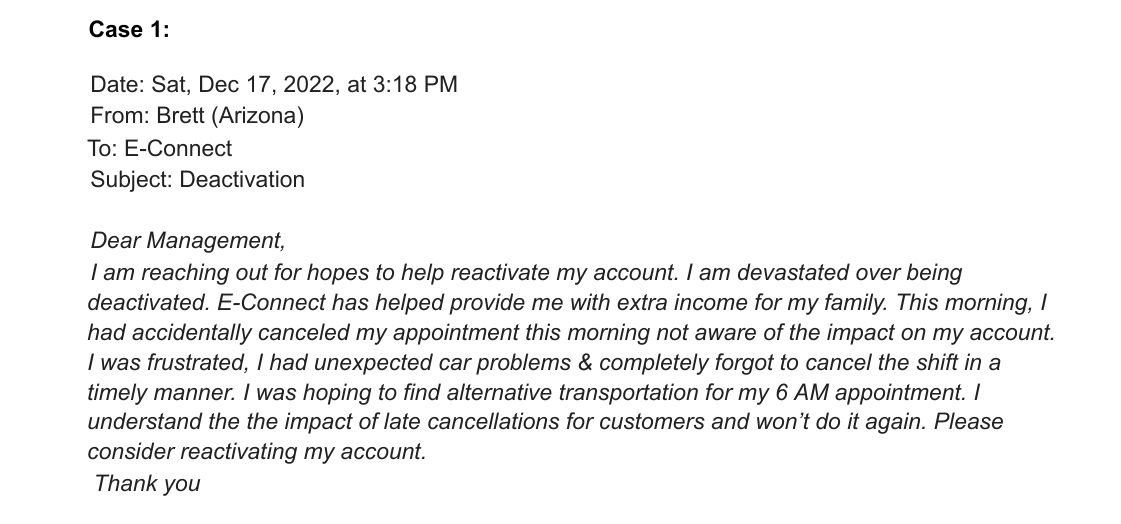 Case 1:
Date: Sat, Dec 17, 2022, at 3:18 PM
From: Brett (Arizona)
To: E-Connect
Subject: Deactivation
Dear Management,
I am reaching out for hopes to help reactivate my account. I am devastated over being
deactivated. E-Connect has helped provide me with extra income for my family. This morning, I
had accidentally canceled my appointment this morning not aware of the impact on my account.
I was frustrated, I had unexpected car problems & completely forgot to cancel the shift in a
timely manner. I was hoping to find alternative transportation for my 6 AM appointment. I
understand the the impact of late cancellations for customers and won’t do it again. Please
consider reactivating my account.
Thank you